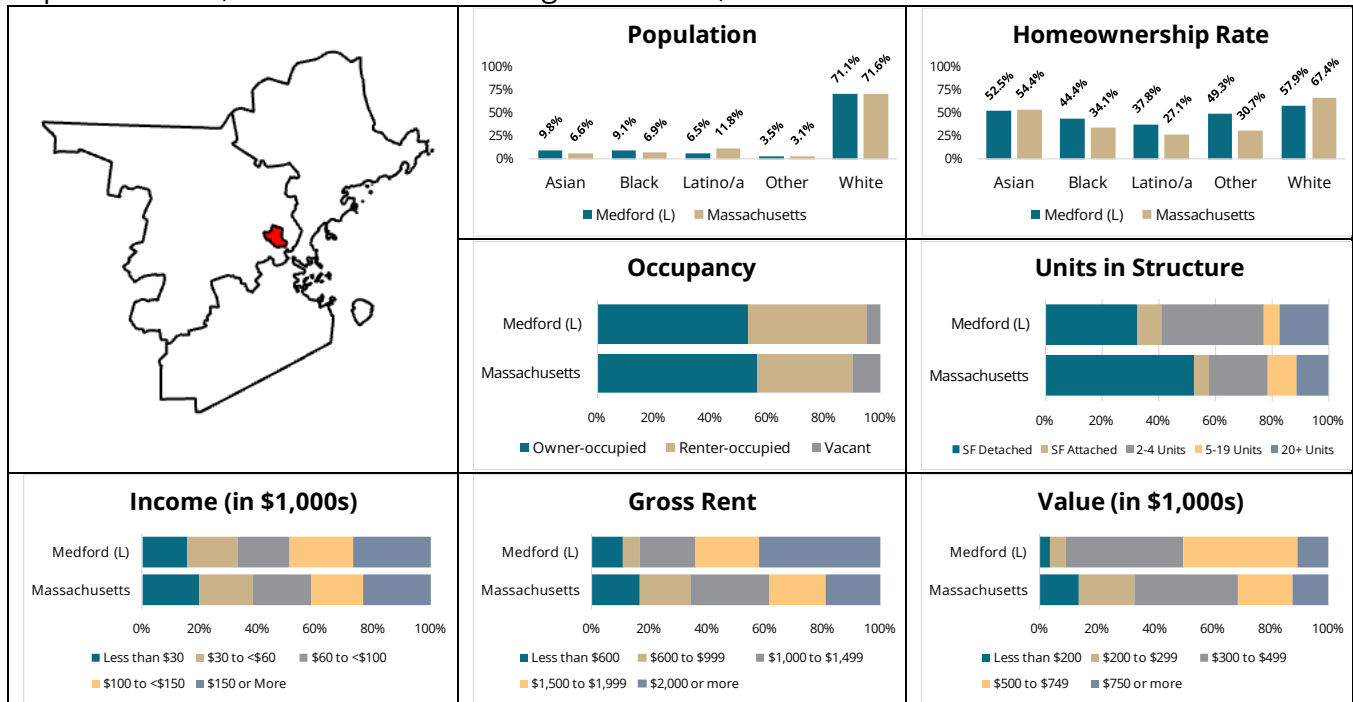 Population
100%
75%
50%
25%
0%
9.8% 6.6% 9.1% 6.9% 6.5% 11.8% 3.5% 3.1% 71.1% 71.6%
Asian Black Latino/a Other White
Medford (L) Massachusetts
Homeownership Rate
100%
75%
50%
25%
0%
52.5% 54.4% 44.4% 34.1% 37.8% 27.1% 49.3% 30.7% 57.9% 67.4%
Asian Black Latino/a Other White
Medford (L) Massachusetts
Occupancy
Medford (L)
Massachusetts
0% 20% 40% 60% 80% 100%
Owner-occupied Renter-occupied Vacant
Units in Structure
Medford (L)
Massachusetts
0% 20% 40% 60% 80% 100%
SF Detached SF Attached 2-4 Units 5-19 Units 20+ Units
Income (in $1,000s)
Medford (L)
Massachusetts
0% 20% 40% 60% 80% 100%
Less than $30 $30 to <$60 $60 to <$100
$100 to <$150 $150 or More
Gross Rent
Medford (L)
Massachusetts
0% 20% 40% 60% 80% 100%
Less than $600 $600 to $999 $1,000 to $1,499
$1,500 to $1,999 $2,000 or more
Value (in $1,000s)
Medford (L)
Massachusetts
0% 20% 40% 60% 80% 100%
Less than $200 $200 to $299 $300 to $499
$500 to $749 $750 or more